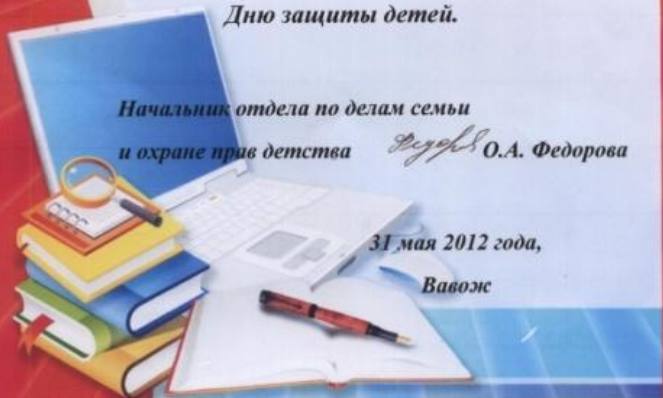 Дню защиты детей.
Начальник отдела по делам семьи
и охране прав детства О.А. Федорова
31 мая 2012 года,
Вавож